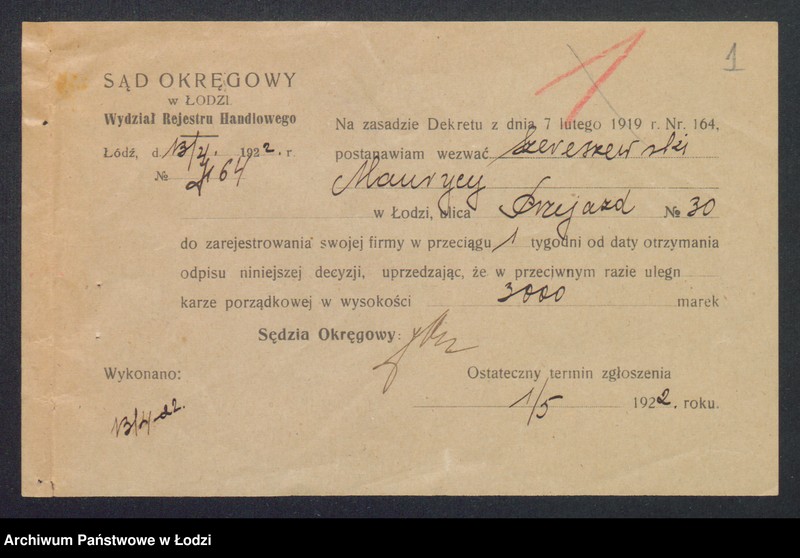 1
SĄD OKRĘGOWY
w ŁODZI.
Wydział Rejestru Handlowego
Łódź, d. 13/4. 1922. r
№ 164
Na zasadzie Dekretu z dnia 7 lutego 1919 r. Nr. 164,
postanawiam wezwać Szereszewski
Maurycy
w Łodzi, ulica Przejazd № 30
do zarejestrowania swojej firmy w przeciągu 1 tygodni od daty otrzymania
odpisu niniejszej decyzji, uprzedzając, że w przeciwnym razie ulegn
karze porządkowej w wysokości 3000 marek
Sędzia Okręgowy:
Wykonano:
13/4 22.
Ostateczny termin zgłoszenia
1/5 1922. roku.
Archiwum Państwowe w Łodzi